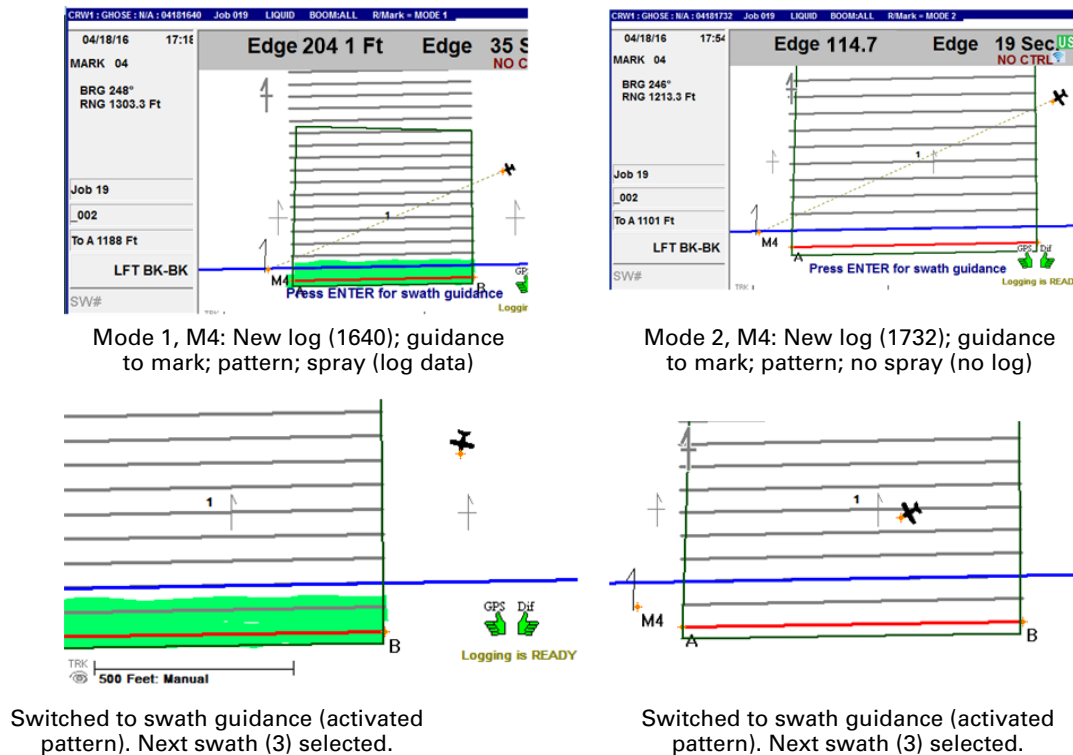 CRW1 : GHOSE : N/A : 04181640 Job 019 LIQUID BOOM:ALL R/Mark = MODE 1
04/18/16 17:18
Edge 204 1 Ft Edge 35 S
NO C
MARK 04
BRG 248°
RNG 1303.3 Ft
1
Job 19
_002
To A 1188 Ft
LFT BK-BK
M4
A
B
GP
Press ENTER for swath guidance
SW#
Loggin
CRW1 : GHOSE : N/A : 04181732 Job 019 LIQUID BOOM:ALL R/Mark = MODE 2
04/18/16 17:54
Edge 114.7 Edge 19 Sec
US
NO CTRL
MARK 04
BRG 246°
RNG 1213.3 Ft
1
Job 19
_002
To A 1101 Ft
M4
LFT BK-BK
A
GPS Dif
Press ENTER for swath guidance
SW#
Logging is READ
TRK
Mode 1, M4: New log (1640); guidance
to mark; pattern; spray (log data)
Mode 2, M4: New log (1732); guidance
to mark; pattern; no spray (no log)
1
GPS Dif
B
Logging is READY
TRK
500 Feet: Manual
1
M4
A
B
Switched to swath guidance (activated
pattern). Next swath (3) selected.
Switched to swath guidance (activated
pattern). Next swath (3) selected.